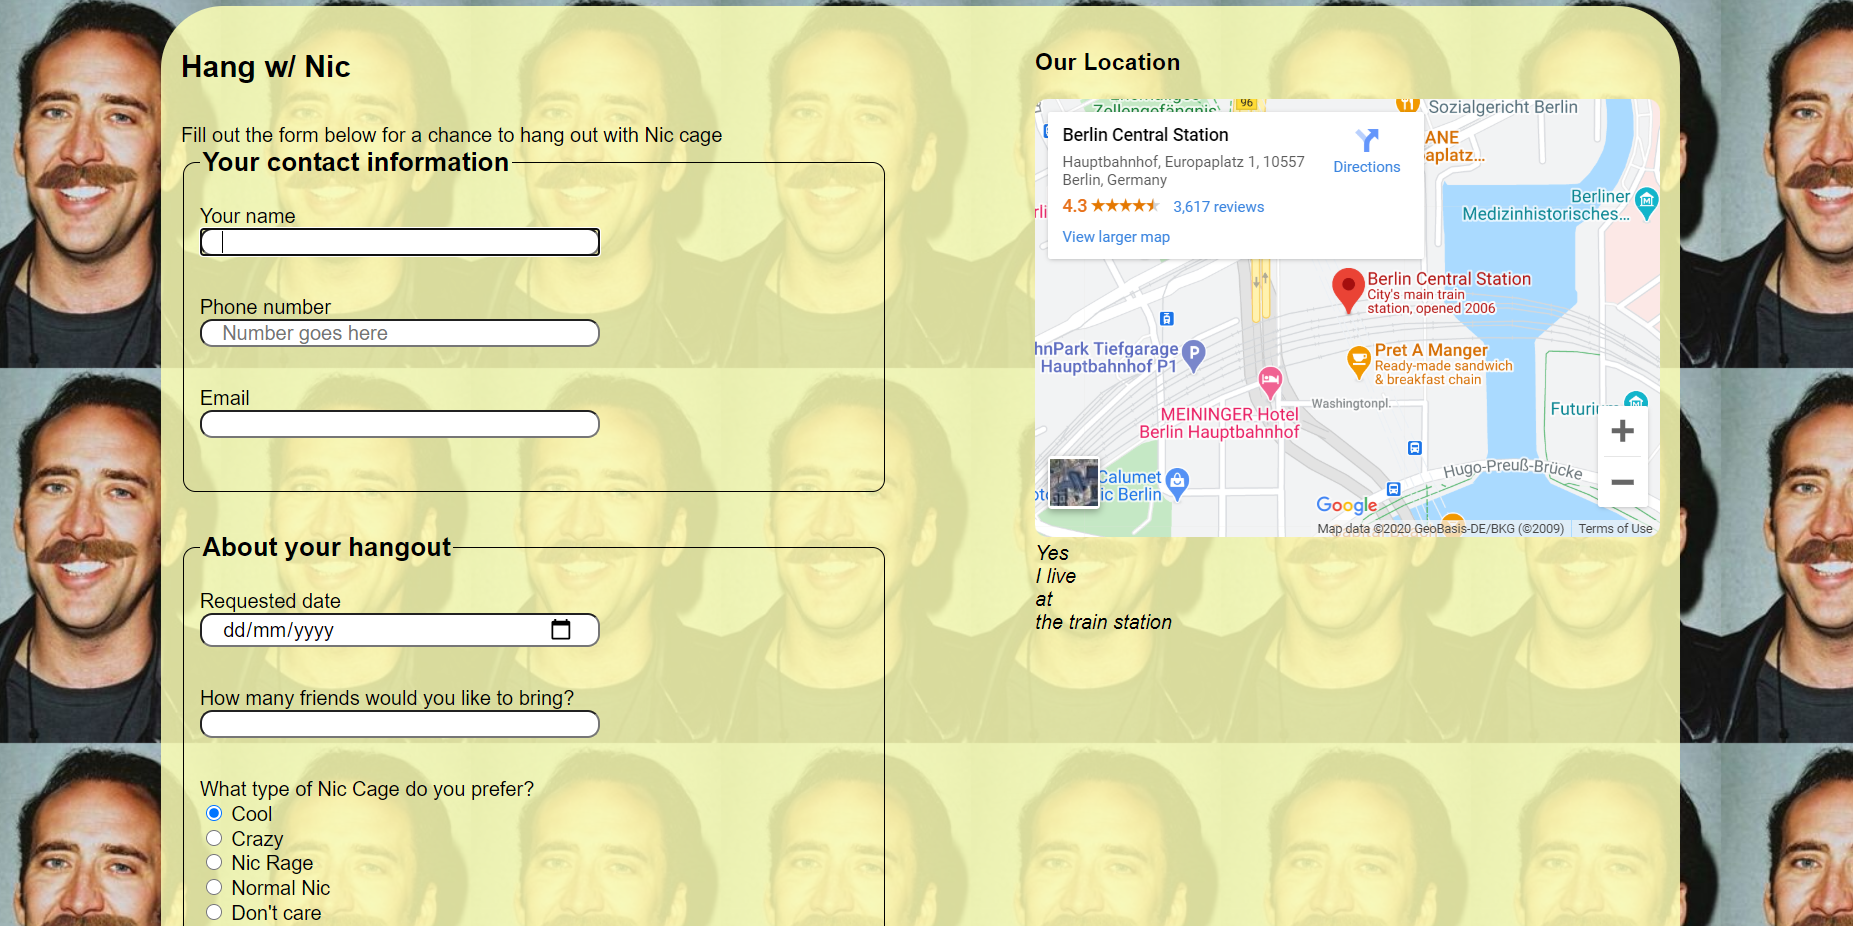 Hang w/ Nic
Fill out the form below for a chance to hang out with Nic cage
Your contact information
Your name
Phone number
Number goes here
Email
About your hangout
Requested date
dd/mm/yyyy
How many friends would you like to bring?
What type of Nic Cage do you prefer?
Cool
Crazy
Nic Rage
Normal Nic
Don't care
Our Location
Zellengefängnis
96
Sozialgericht Berlin
Berlin Central Station
Hauptbahnhof, Europaplatz 1, 10557
Berlin, Germany
4.3
3,617 reviews
View larger map
Directions
ANE
paplatz...
Berliner
Medizinhistorisches...
Berlin Central Station
City's main train
station, opened 2006
hnPark Tiefgarage
Hauptbahnhof P1
P
Pret A Manger
Ready-made sandwich
& breakfast chain
Washingtonpl.
MEININGER Hotel
Berlin Hauptbahnhof
Futuriu
+
−
Hugo-Preuß-Brücke
Calumet
ic Berlin
Google
Map data ©2020 GeoBasis-DE/BKG (©2009)
Terms of Use
Yes
I live
at
the train station